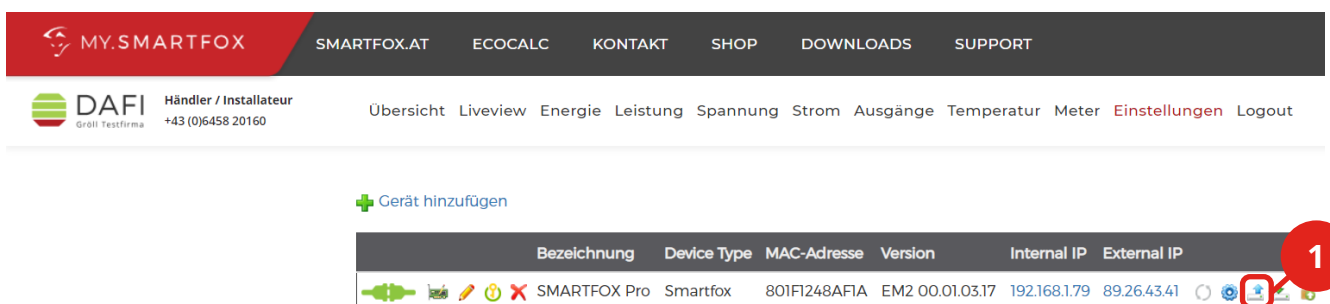 MY.SMARTFOX SMARTFOX.AT ECOCALC KONTAKT SHOP DOWNLOADS SUPPORT
DAFI
Gröll Testfirma
Händler / Installateur
+43 (0)6458 20160
Übersicht Liveview Energie Leistung Spannung Strom Ausgänge Temperatur Meter Einstellungen Logout
Gerät hinzufügen
Bezeichnung Device Type MAC-Adresse Version Internal IP External IP
1
SMARTFOX Pro Smartfox 801F1248AF1A EM2 00.01.03.17 192.168.1.79 89.26.43.41